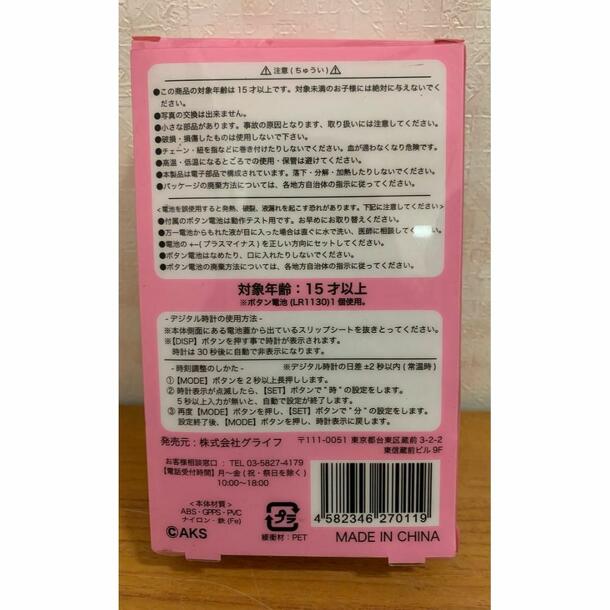 ⚠注意(ちゅうい)⚠
●この商品の対象年齢は15才以上です。対象未満のお子様には絶対に与えないでく
ださい。
●写真の交換は出来ません。
●小さな部品があります。事故の原因となります、取り扱いには注意してください。
●破損・損傷したものは使用しないで下さい。
●チェーン・紐を指などに巻き付けたりしないでください。血が通わなくなり危険です。
●高温・低温になるところでの使用・保管は避けてください。
●本製品は電子部品で構成されています。落下・分解・加熱したりしないでください。
●パッケージの廃棄方法については、各地方自治体の指示に従ってください。
<電池を誤使用すると発熱、破裂、液漏れを起こす恐れがあります。下記に注意してください>
●付属のボタン電池は動作テスト用です。お早めにお取り替えください。
●万一電池からもれた液が目に入った場合は直ぐに水で洗い、医師に相談してください。
●電池の+-(プラスマイナス)を正しい方向にセットしてください。
●ボタン電池はなめたり、口に入れたりしないでください。
●ボタン電池の廃棄方法については、各地方自治体の指示に従ってください。
対象年齢:15才以上
※ボタン電池(LR1130)1個使用。
- デジタル時計の使用方法 -
※本体側面にある電池蓋から出ているスリップシートを抜きとってください。
※【DISP】ボタンを押す事で時計が表示されます。
時計は30秒後に自動で非表示になります。
- 時刻調整のしかた - ※デジタル時計の日差±2秒以内(常温時)
①【MODE】ボタンを2秒以上長押しします。
② 時計表示が点滅したら、【SET】ボタンで"時"の設定をします。
5秒以上入力が無いと、自動で設定が終了します。
③ 再度【MODE】ボタンを押し、【SET】ボタンで"分"の設定をします。
設定終了後、【MODE】ボタンを押し、時計表示に戻します。
発売元:株式会社グライフ 〒111-0051 東京都台東区蔵前3-2-2
東信蔵前ビル9F
お客様相談窓口: TEL 03-5827-4179
【電話受付時間】月〜金(祝・祭日を除く)
10:00〜18:00
<本体材質>
ABS・GPPS・PVC
ナイロン・鉄(Fe)
©AKS
プラ
緩衝材:PET
4 582346 270119
MADE IN CHINA